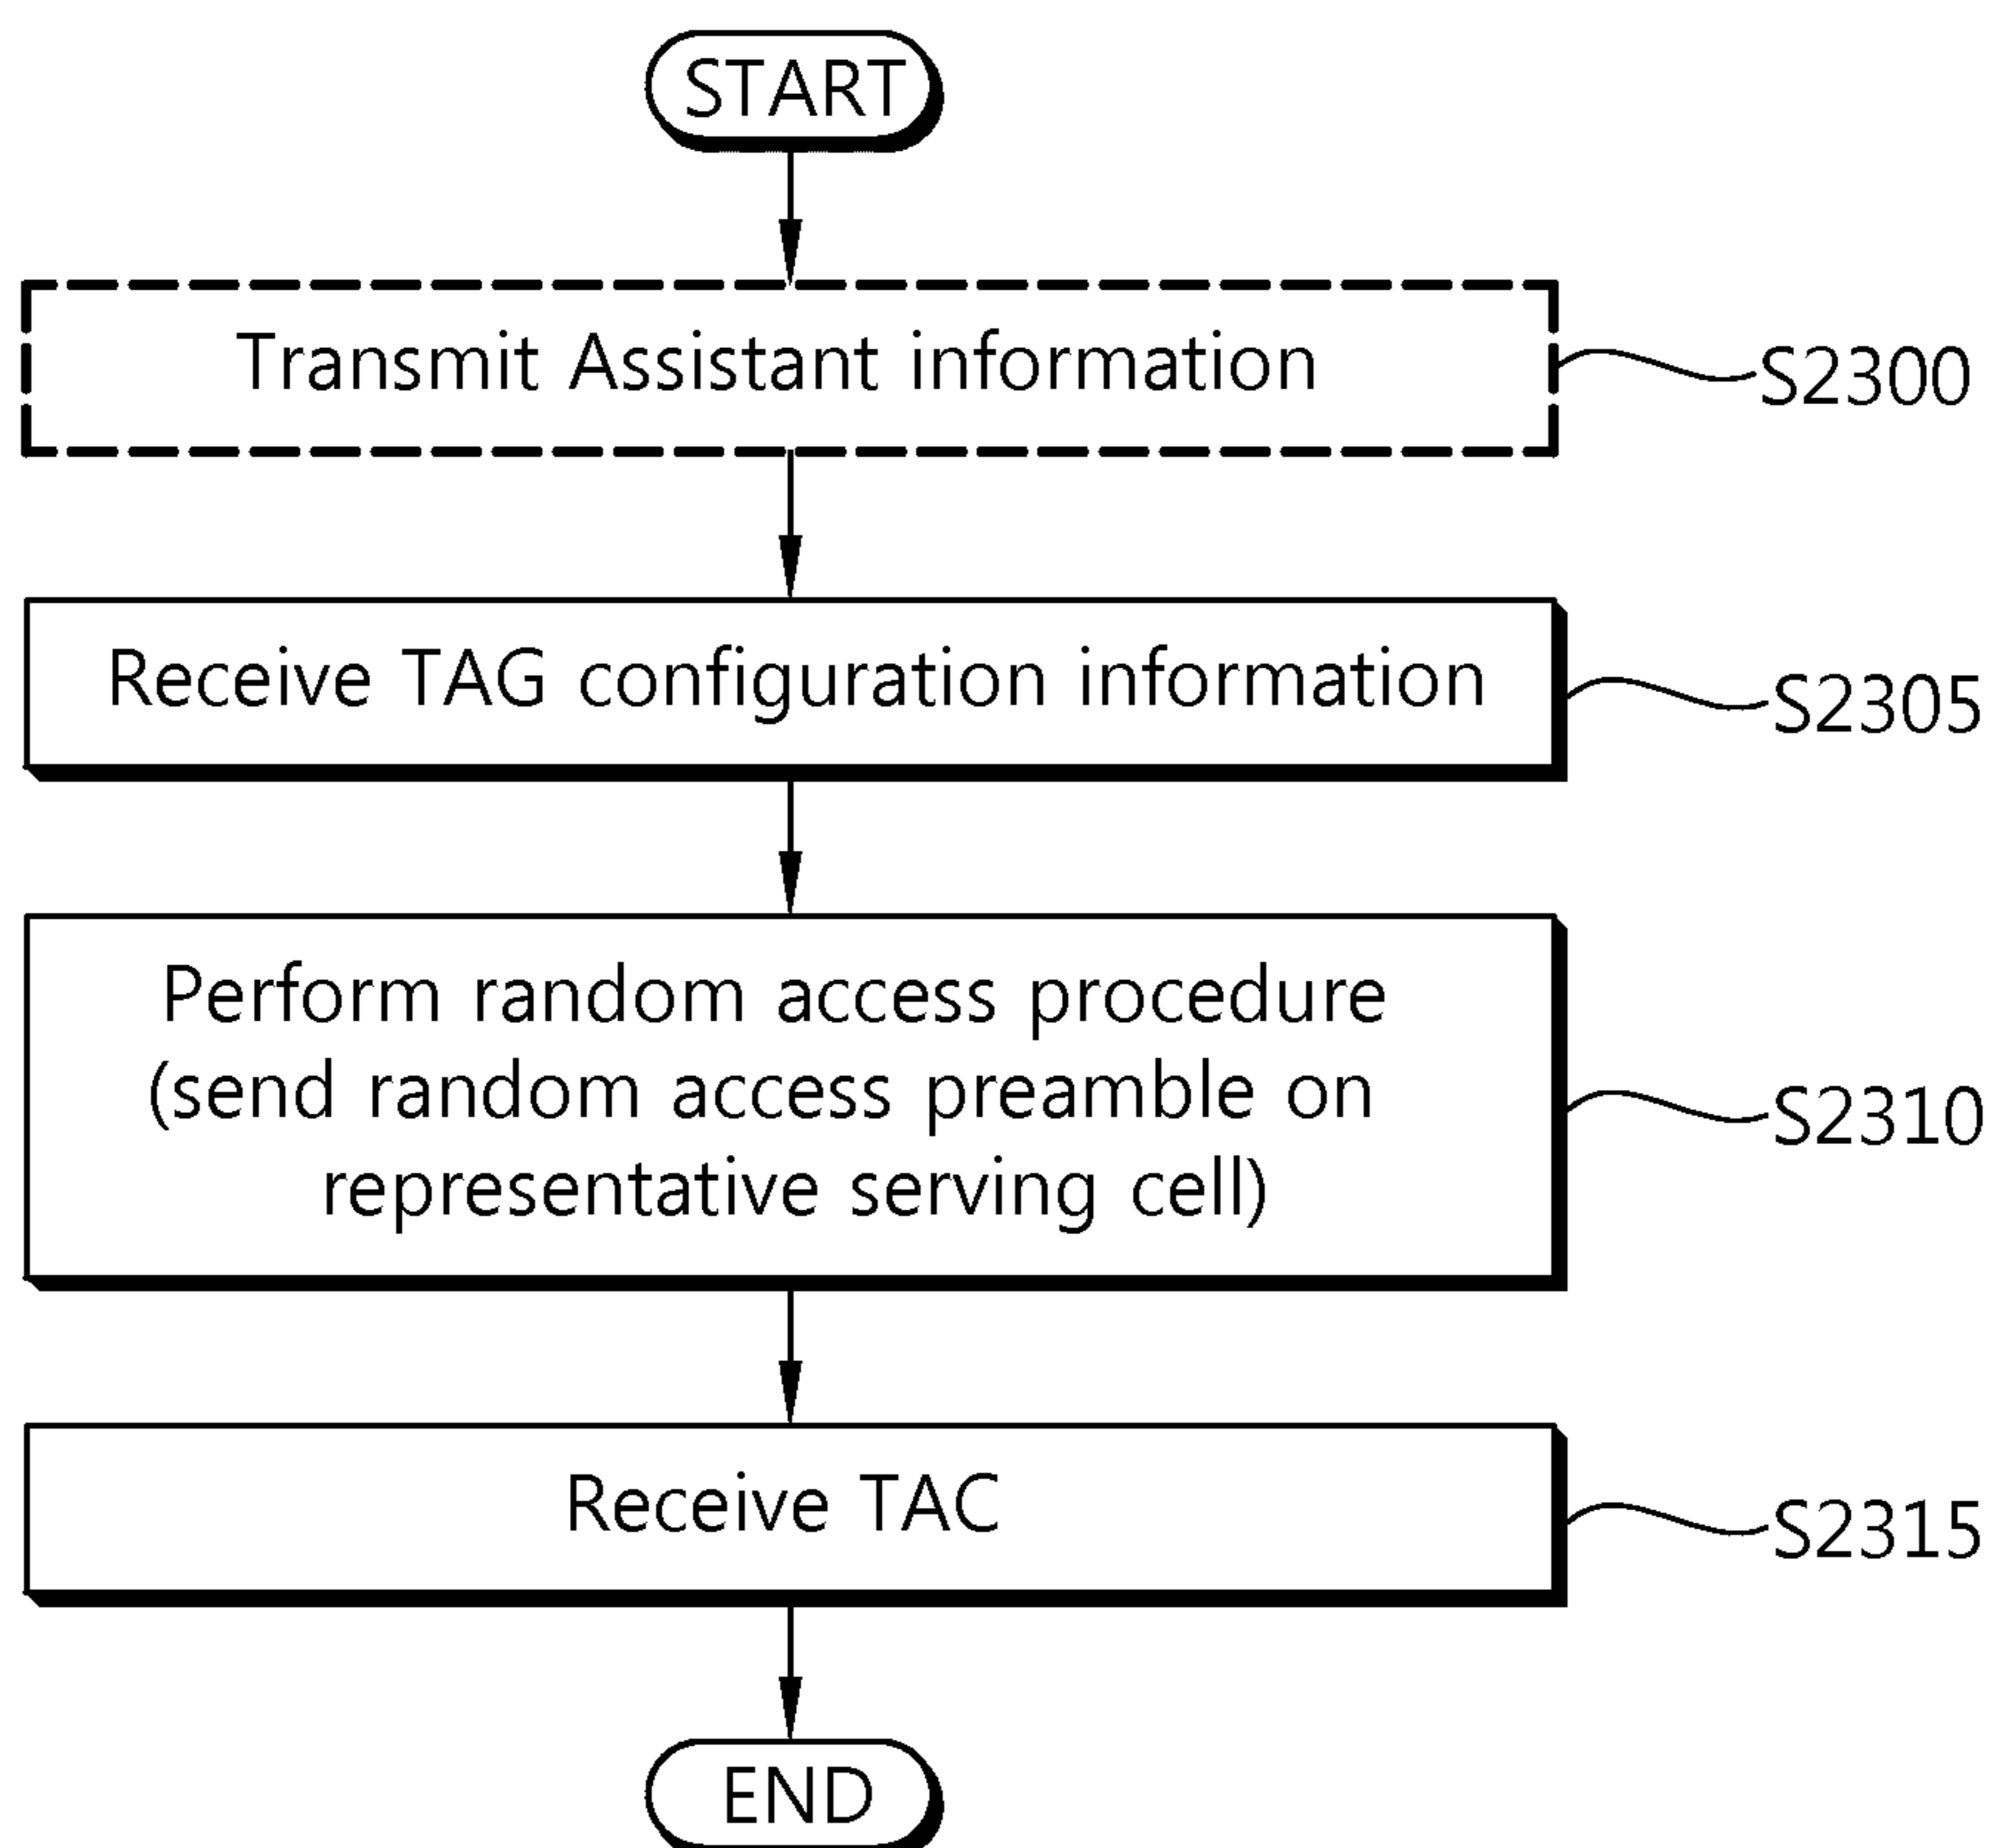 START
Transmit Assistant information
S2300
Receive TAG configuration information
S2305
Perform random access procedure
(send random access preamble on
representative serving cell)
S2310
Receive TAC
S2315
END